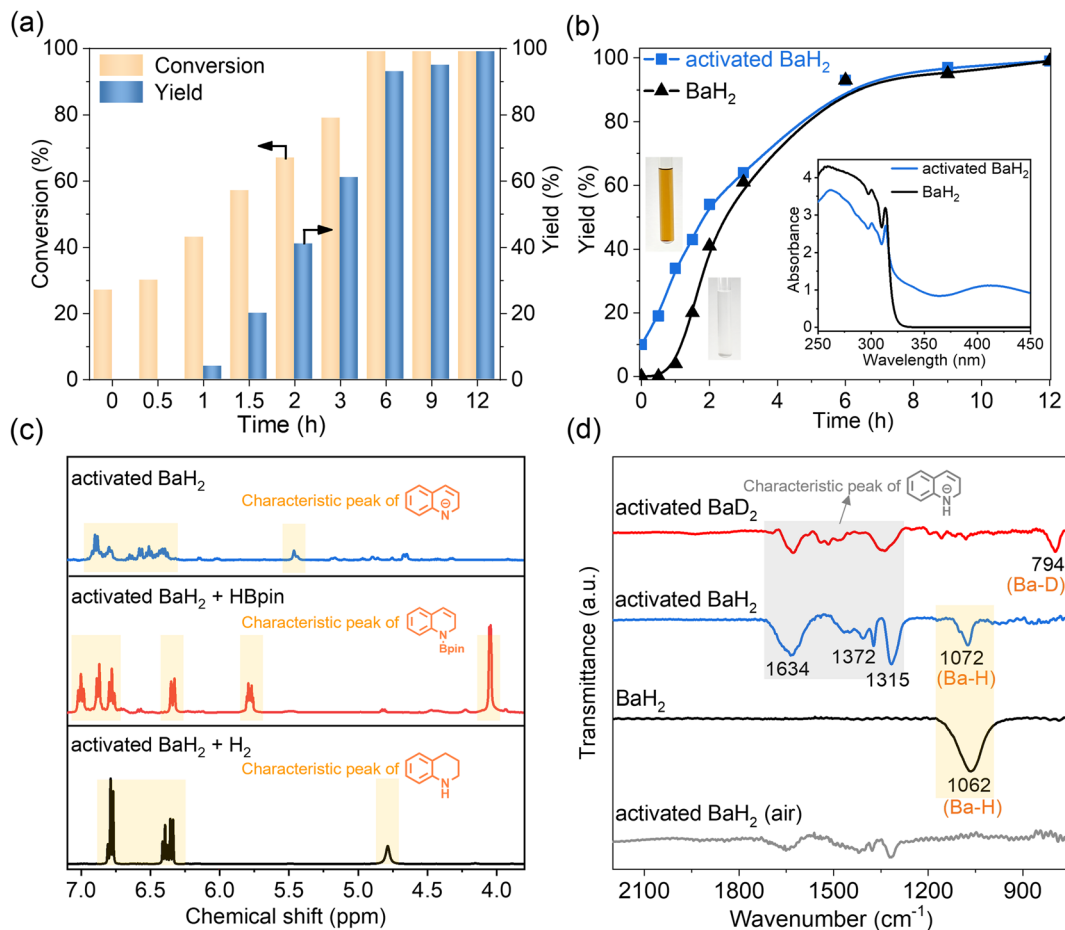 (a)
Conversion
Yield
Conversion (%)
Yield (%)
100
80
60
40
20
0
100
80
60
40
20
0
0 0.5 1 1.5 2 3 6 9 12
Time (h)
(b)
activated BaH2
BaH2
Yield (%)
100
80
60
40
20
0
0 2 4 6 8 10 12
Time (h)
activated BaH2
BaH2
Absorbance
4
3
2
1
0
250 300 350 400 450
Wavelength (nm)
(c)
activated BaH2
Characteristic peak of
N
⊖
activated BaH2 + HBpin
Characteristic peak of
N
Bpin
activated BaH2 + H2
Characteristic peak of
N
H
7.0 6.5 6.0 5.5 5.0 4.5 4.0
Chemical shift (ppm)
(d)
Characteristic peak of
⊖
N
H
activated BaD2
794
(Ba-D)
activated BaH2
1634
1372
1315
1072
(Ba-H)
BaH2
1062
(Ba-H)
activated BaH2 (air)
Transmittance (a.u.)
2100 1800 1500 1200 900
Wavenumber (cm-1)